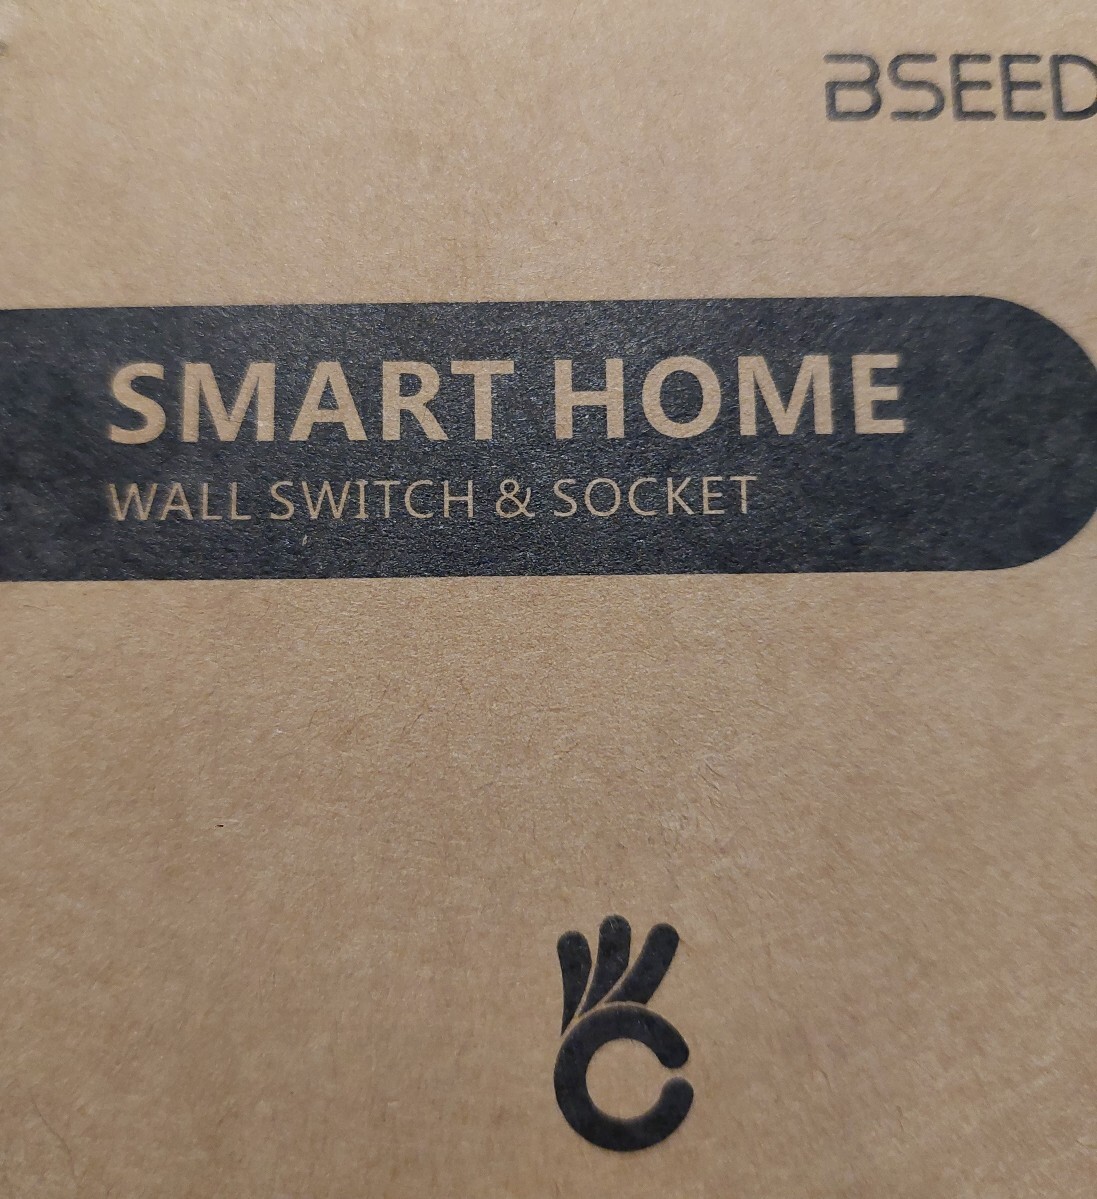 BSEED
SMART HOME
WALL SWITCH & SOCKET